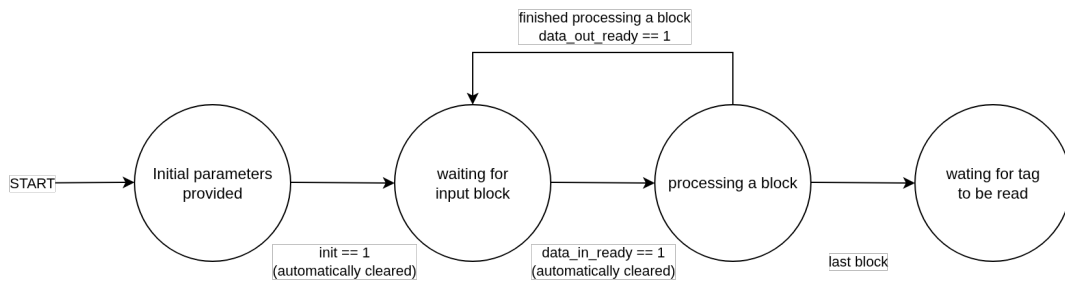 finished processing a block
data_out_ready == 1
START
Initial parameters
provided
waiting for
input block
processing a block
wating for tag
to be read
init == 1
(automatically cleared)
data_in_ready == 1
(automatically cleared)
last block